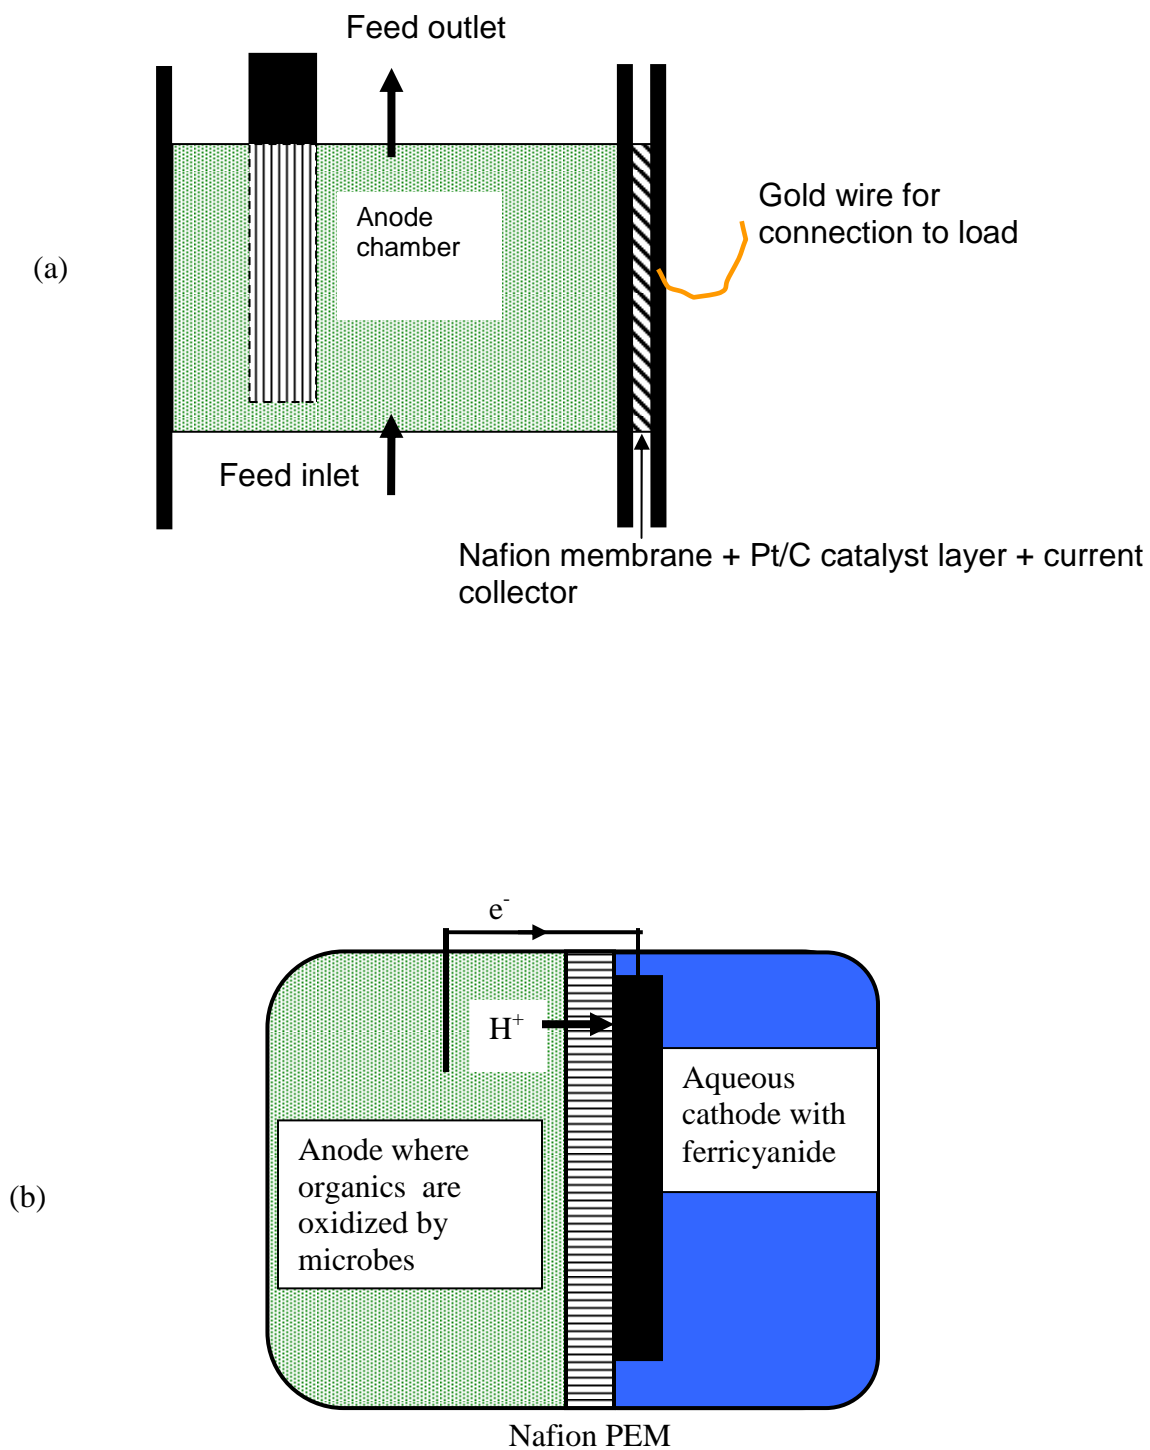 Feed outlet
Anode
chamber
Gold wire for
connection to load
(a)
Feed inlet
Nafion membrane + Pt/C catalyst layer + current
collector
e-
H+
Aqueous
cathode with
ferricyanide
Anode where
organics  are
oxidized by
microbes
(b)
Nafion PEM